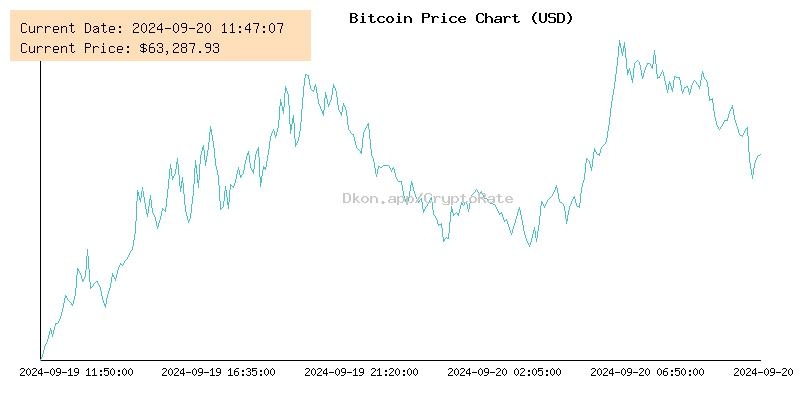 Bitcoin Price Chart (USD)
Current Date: 2024-09-20 11:47:07
Current Price: $63,287.93
Dkon.app/CryptoRate
2024-09-19 11:50:00
2024-09-19 16:35:00
2024-09-19 21:20:00
2024-09-20 02:05:00
2024-09-20 06:50:00
2024-09-20